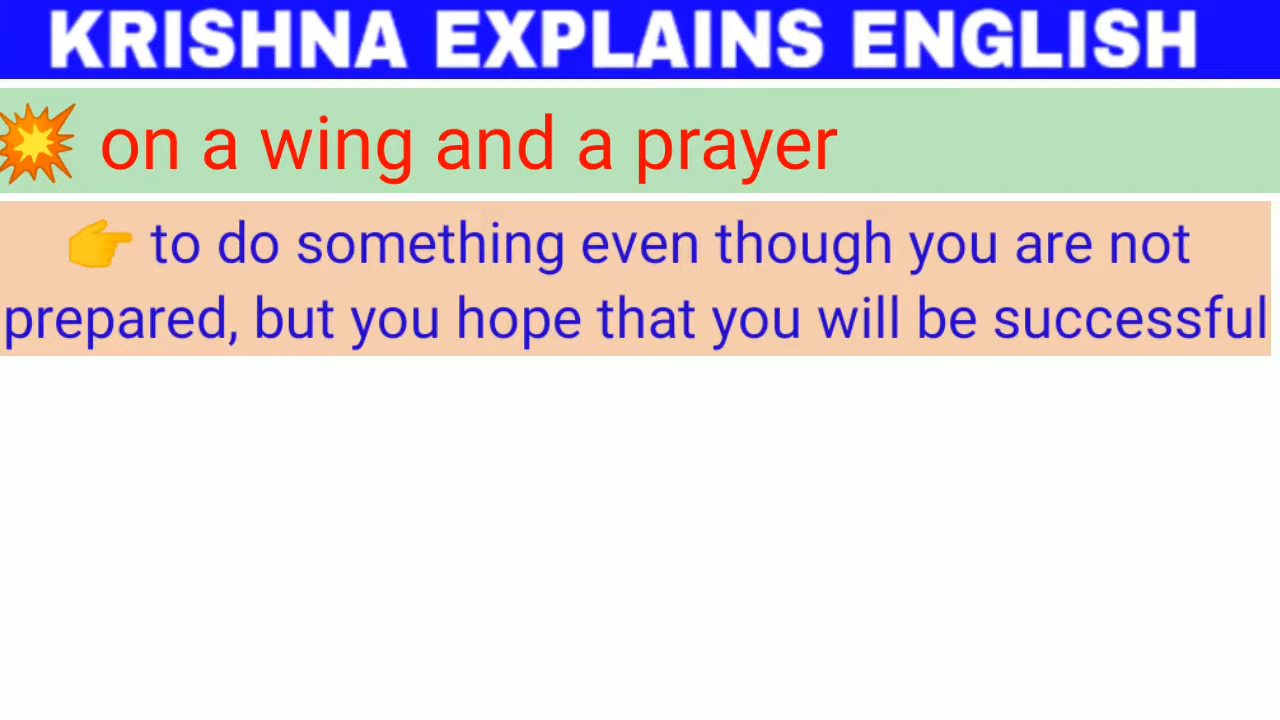 KRISHNA EXPLAINS ENGLISH
💥 on a wing and a prayer
👉 to do something even though you are not
prepared, but you hope that you will be successful